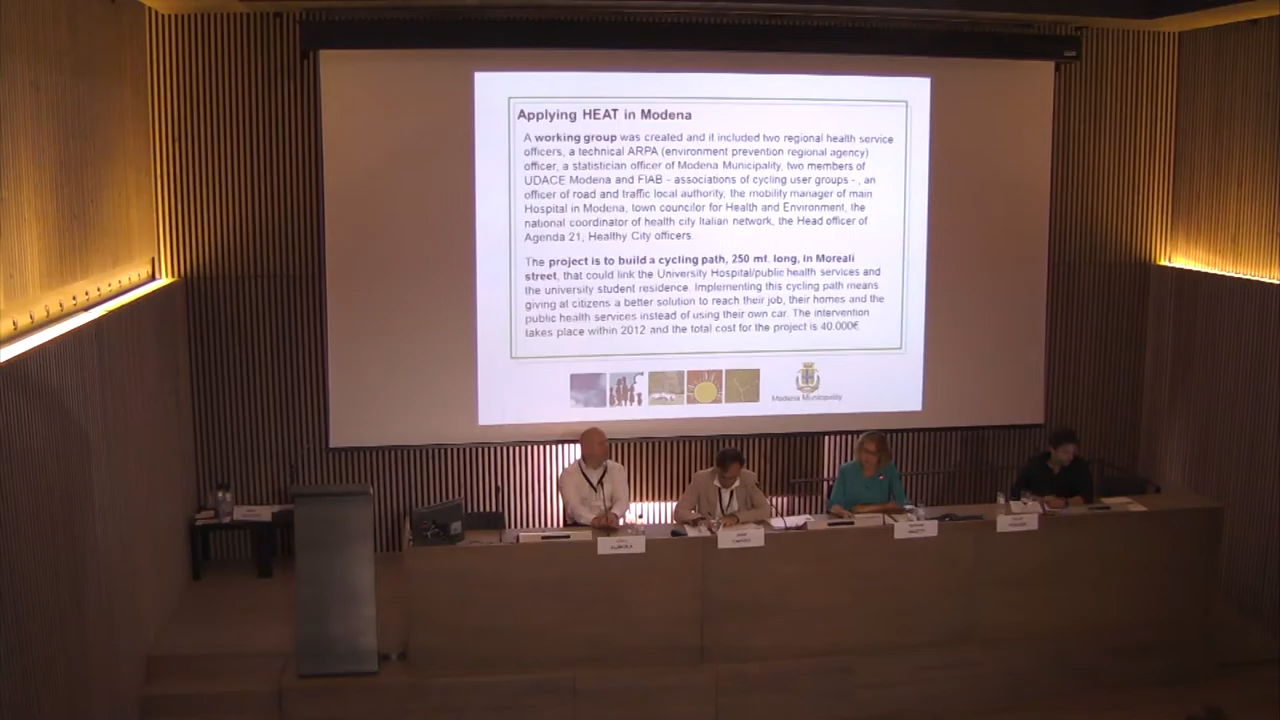 Applying HEAT in Modena
A working group was created and it included two regional health service
officers, a technical ARPA (environment prevention regional agency)
officer, a statistician officer of Modena Municipality, two members of
UDACE Modena and FIAB - associations of cycling user groups - , an
officer of road and traffic local authority, the mobility manager of main
Hospital in Modena, town councilor for Health and Environment, the
national coordinator of health city Italian network, the Head officer of
Agenda 21, Healthy City officers.
The project is to build a cycling path, 250 mt. long, in Moreali
street, that could link the University Hospital/public health services and
the university student residence. Implementing this cycling path means
giving at citizens a better solution to reach their job, their homes and the
public health services instead of using their own car. The intervention
takes place within 2012 and the total cost for the project is 40.000€
Modena Municipality